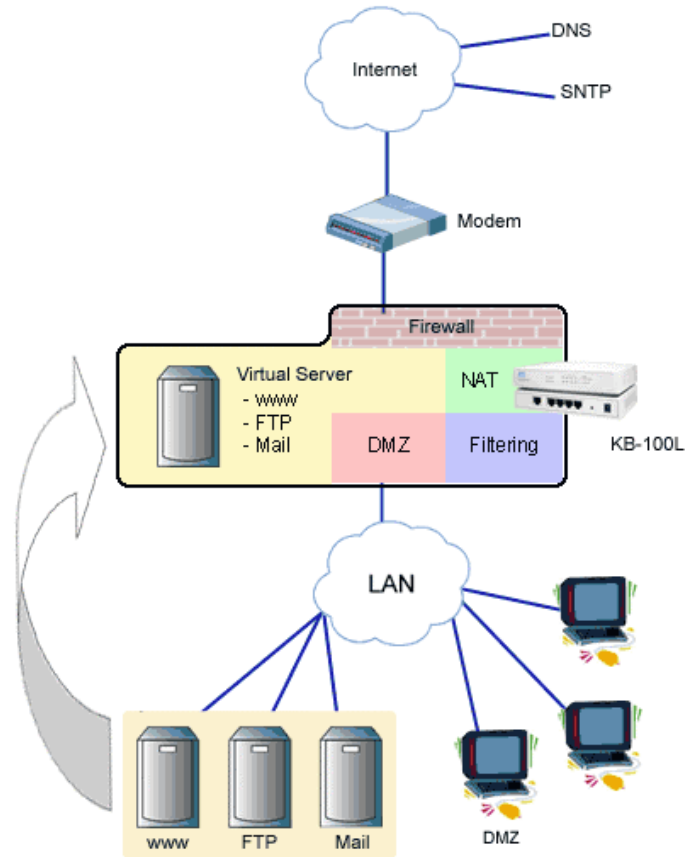 DNS
Internet
SNTP
Modem
Firewall
Virtual Server
- www
- FTP
- Mail
NAT
DMZ
Filtering
KB-100L
LAN
www
FTP
Mail
DMZ